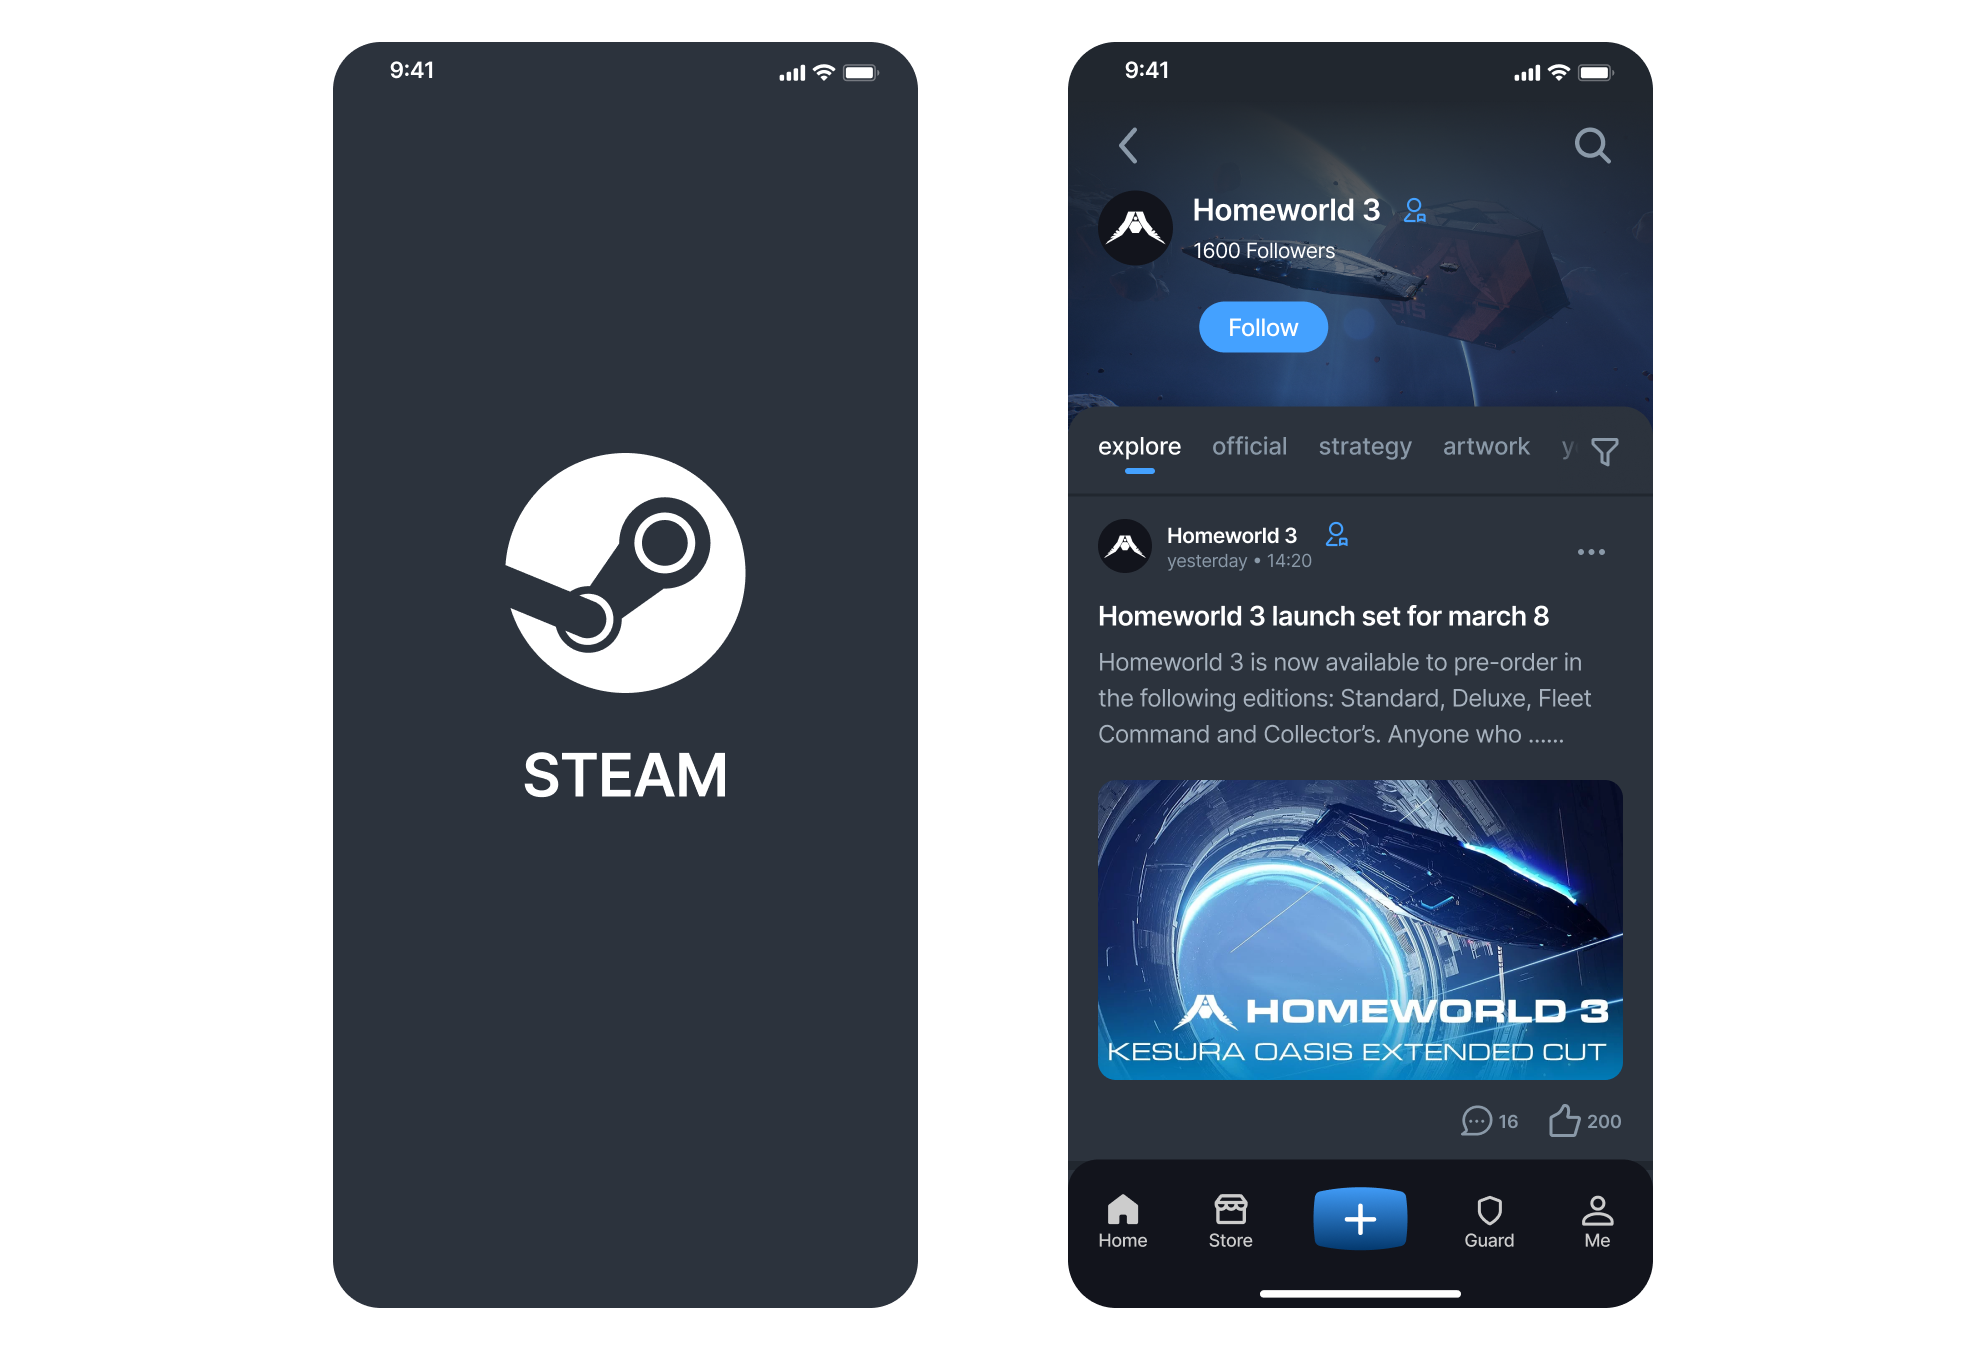 9:41
STEAM
9:41
Homeworld 3
1600 Followers
Follow
explore official strategy artwork
Homeworld 3
yesterday • 14:20
Homeworld 3 launch set for march 8
Homeworld 3 is now available to pre-order in
the following editions: Standard, Deluxe, Fleet
Command and Collector’s. Anyone who ......
HOMEWORLD 3
KESURA OASIS EXTENDED CUT
16 200
Home Store Guard Me